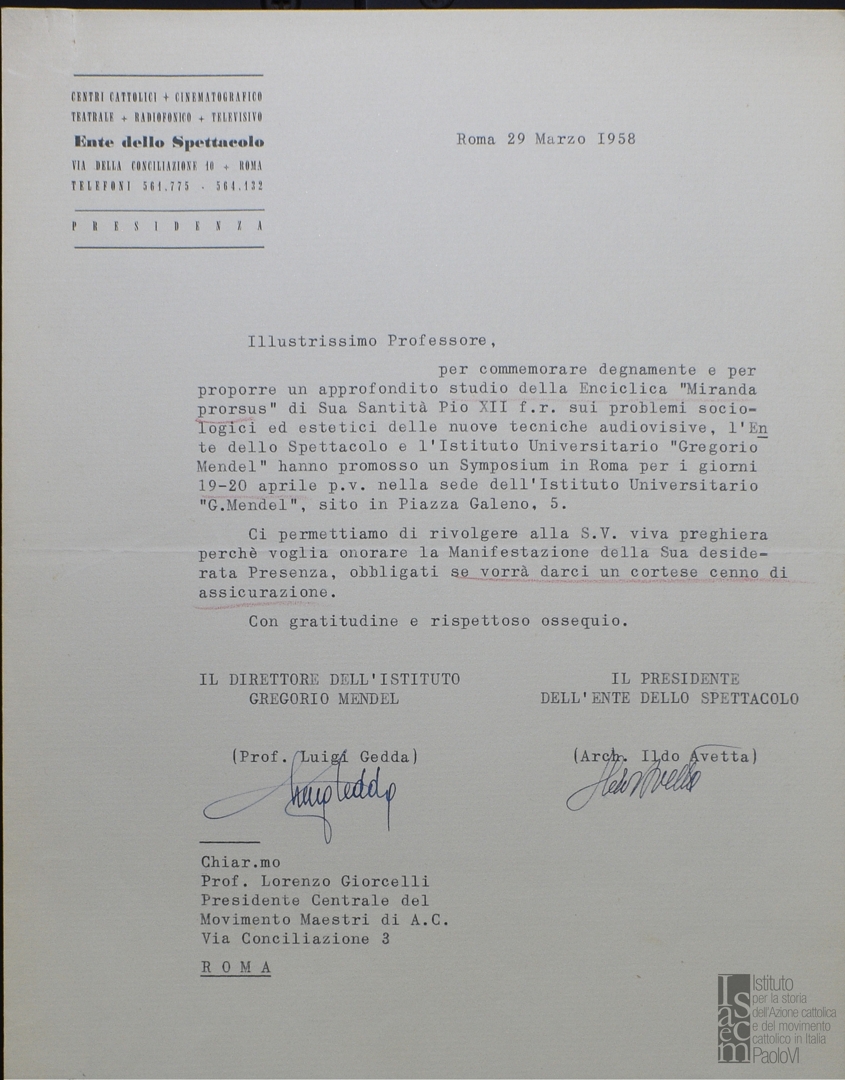 CENTRI CATTOLICI + CINEMATOGRAFICO
TEATRALE + RADIOFONICO + TELEVISIVO
Ente dello Spettacolo
VIA DELLA CONCILIAZIONE 10 + ROMA
TELEFONI 561.775 - 564.132
PRESIDENZA
Roma 29 Marzo I958
Illustrissimo Professore,
per commemorare degnamente e per
proporre un approfondito studio della Enciclica "Miranda
prorsus" di Sua Santità Pio XII f.r. sui problemi socio-
logici ed estetici delle nuove tecniche audiovisive, l'En
te dello Spettacolo e l'Istituto Universitario "Gregorio
Mendel" hanno promosso un Symposium in Roma per i giorni
19-20 aprile p.v. nella sede dell'Istituto Universitario
"G.Mendel", sito in Piazza Galeno, 5.
Ci permettiamo di rivolgere alla S.V. viva preghiera
perchè voglia onorare la Manifestazione della Sua deside-
rata Presenza, obbligati se vorrà darci un cortese cenno di
assicurazione.
Con gratitudine e rispettoso ossequio.
IL DIRETTORE DELL'ISTITUTO
GREGORIO MENDEL
IL PRESIDENTE
DELL'ENTE DELLO SPETTACOLO
(Prof. Luigi Gedda)
(Arch. Ildo Avetta)
Luigi Gedda
Ildo Avetta
Chiar.mo
Prof. Lorenzo Giorcelli
Presidente Centrale del
Movimento Maestri di A.C.
Via Conciliazione 3
R O M A
Isacem
Istituto
per la storia
dell'Azione cattolica
e del movimento
cattolico in Italia
PaoloVI